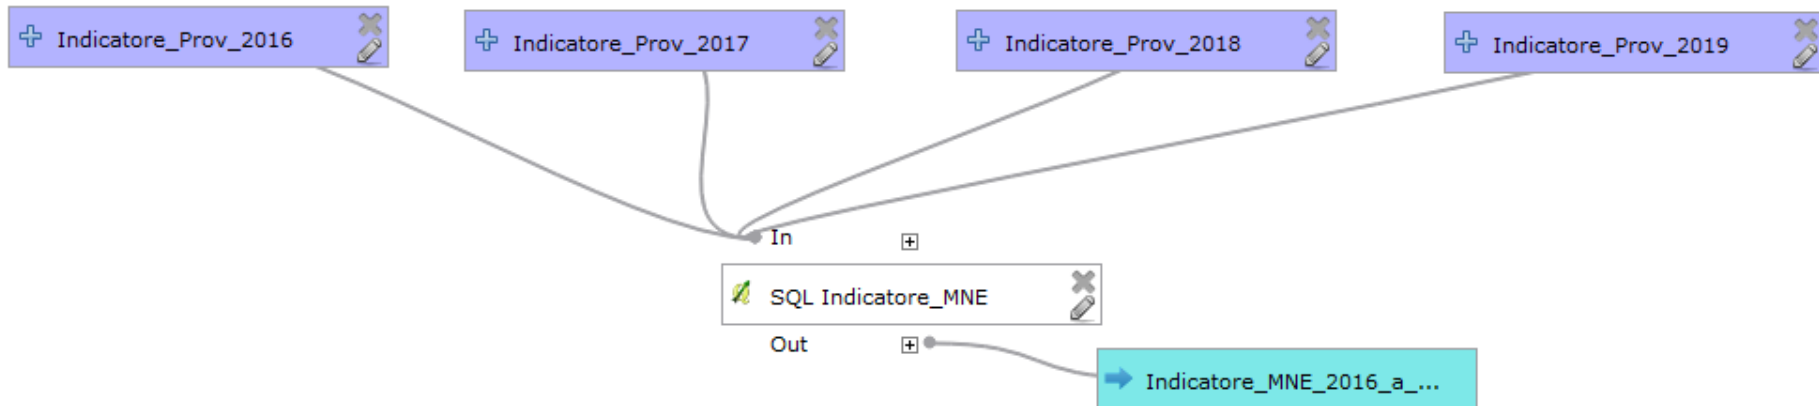 Indicatore_Prov_2016
Indicatore_Prov_2017
Indicatore_Prov_2018
Indicatore_Prov_2019
In
SQL Indicatore_MNE
Out
Indicatore_MNE_2016_a_...